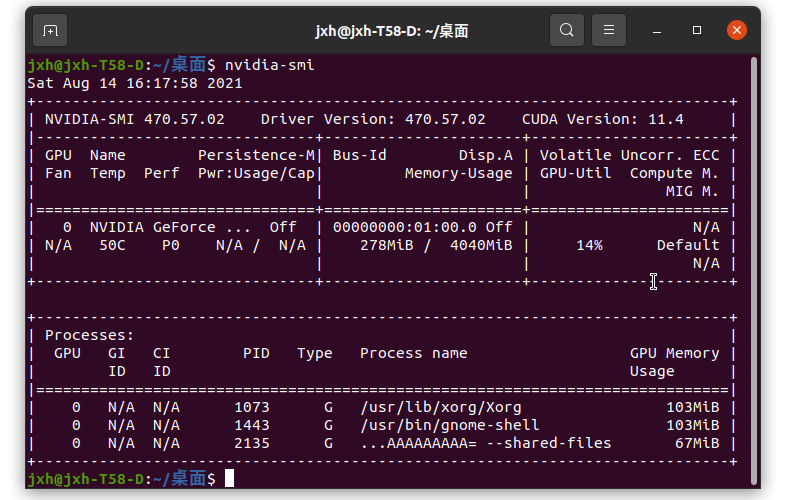 jxh@jxh-T58-D: ~/桌面
jxh@jxh-T58-D:~/桌面$ nvidia-smi
Sat Aug 14 16:17:58 2021
+-----------------------------------------------------------------------------+
| NVIDIA-SMI 470.57.02    Driver Version: 470.57.02    CUDA Version: 11.4     |
|-------------------------------+----------------------+----------------------+
| GPU  Name        Persistence-M| Bus-Id        Disp.A | Volatile Uncorr. ECC |
| Fan  Temp  Perf  Pwr:Usage/Cap|         Memory-Usage | GPU-Util  Compute M. |
|                               |                      |               MIG M. |
|===============================+======================+======================|
|   0  NVIDIA GeForce ...  Off  | 00000000:01:00.0 Off |                  N/A |
| N/A   50C    P0    N/A /  N/A |    278MiB /  4040MiB |     14%      Default |
|                               |                      |                  N/A |
+-------------------------------+----------------------+----------------------+
+-----------------------------------------------------------------------------+
| Processes:                                                                  |
|  GPU   GI   CI        PID   Type   Process name                  GPU Memory |
|        ID   ID                                                   Usage      |
|=============================================================================|
|    0   N/A  N/A      1073      G   /usr/lib/xorg/Xorg                103MiB |
|    0   N/A  N/A      1443      G   /usr/bin/gnome-shell              103MiB |
|    0   N/A  N/A      2135      G   ...AAAAAAAAA= --shared-files       67MiB |
+-----------------------------------------------------------------------------+
jxh@jxh-T58-D:~/桌面$